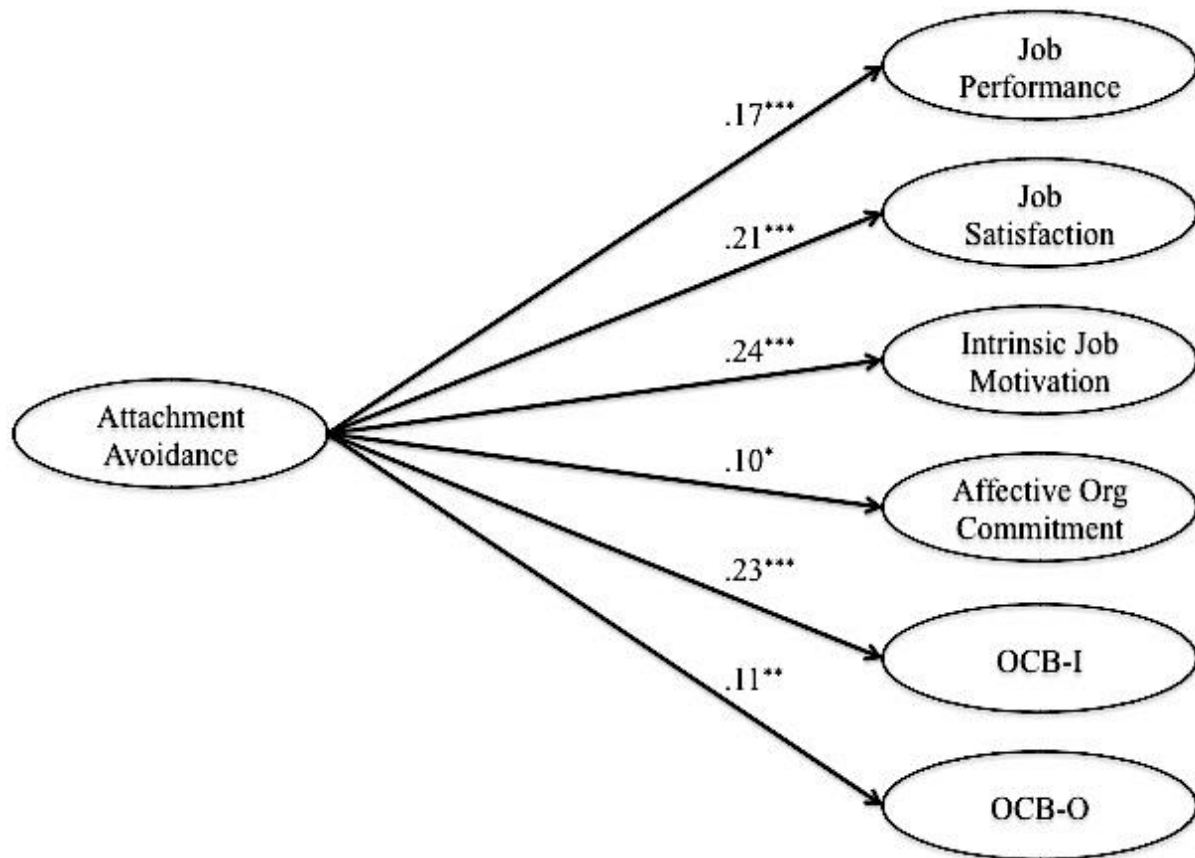 Job
Performance
.17***
Job
Satisfaction
.21***
Intrinsic Job
Motivation
.24***
Attachment
Avoidance
.10*
Affective Org
Commitment
.23***
OCB-I
.11**
OCB-O